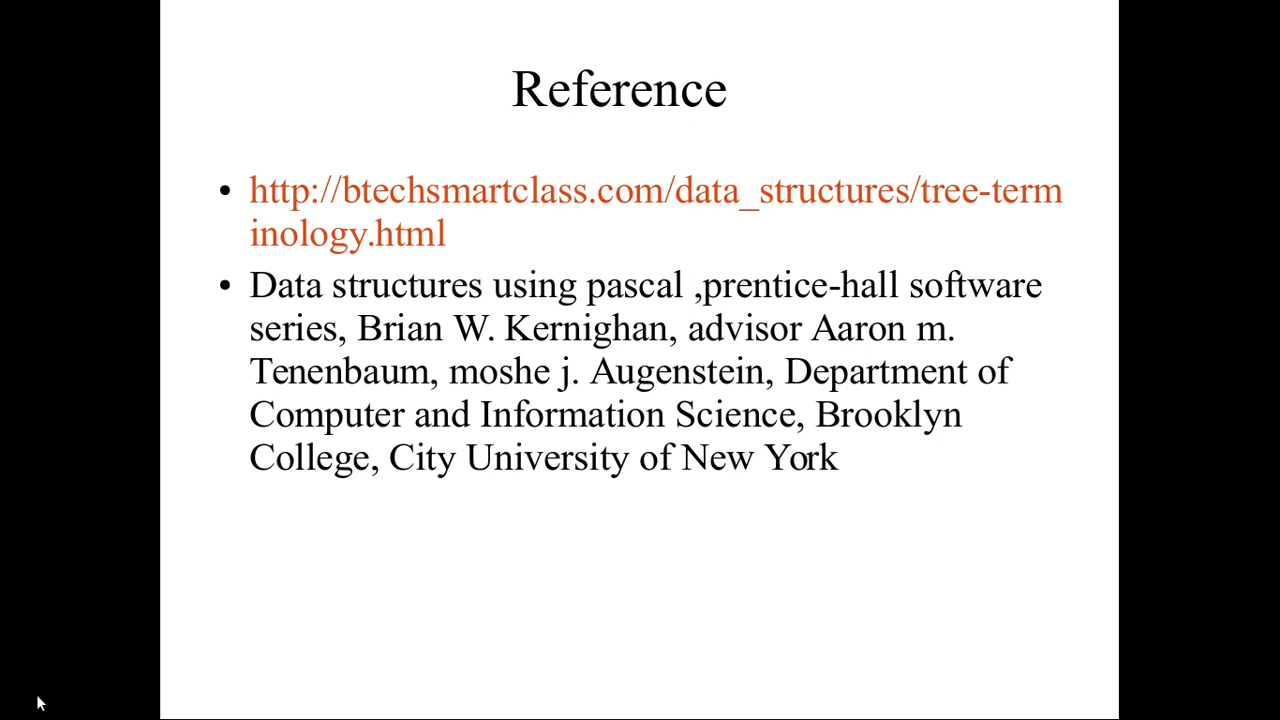 Reference
• http://btechsmartclass.com/data_structures/tree-term
inology.html
• Data structures using pascal ,prentice-hall software
series, Brian W. Kernighan, advisor Aaron m.
Tenenbaum, moshe j. Augenstein, Department of
Computer and Information Science, Brooklyn
College, City University of New York